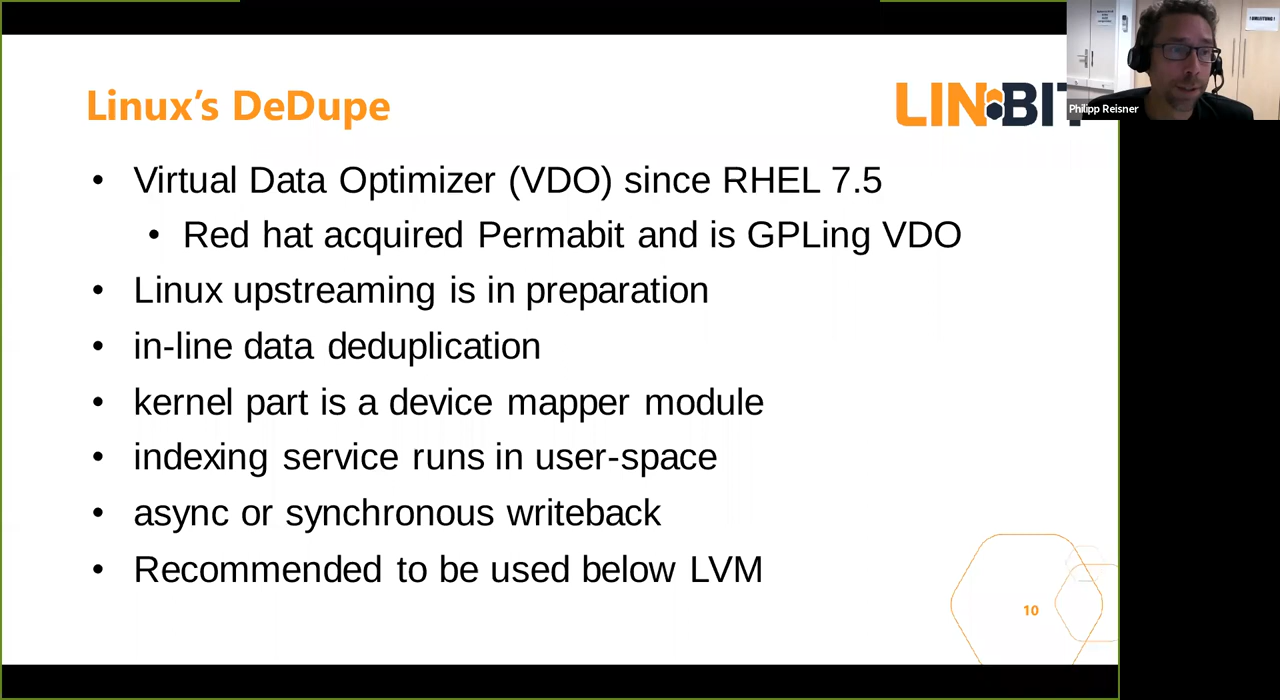 Linux's DeDupe
LINBIT
Philipp Reisner
• Virtual Data Optimizer (VDO) since RHEL 7.5
• Red hat acquired Permabit and is GPLing VDO
• Linux upstreaming is in preparation
• in-line data deduplication
• kernel part is a device mapper module
• indexing service runs in user-space
• async or synchronous writeback
• Recommended to be used below LVM
10